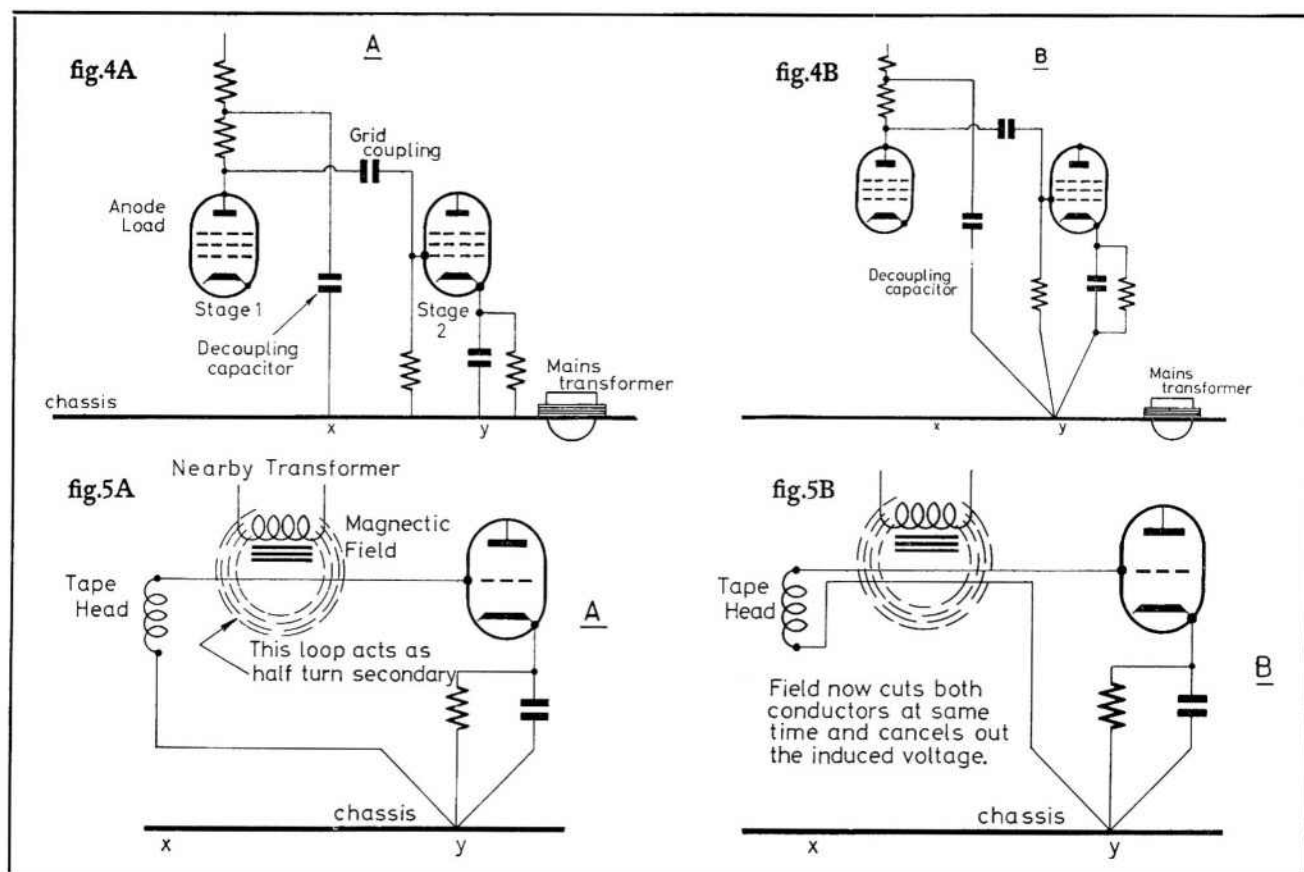 fig.4A
A
Grid
coupling
Anode
Load
Stage 1
Stage
2
Decoupling
capacitor
Mains
transformer
chassis
x
y
fig.4B
B
Decoupling
capacitor
Mains
transformer
x
y
fig.5A
Nearby Transformer
Magnectic
Field
Tape
Head
A
This loop acts as
half turn secondary
chassis
x
y
fig.5B
Tape
Head
B
Field now cuts both
conductors at same
time and cancels out
the induced voltage.
chassis
x
y